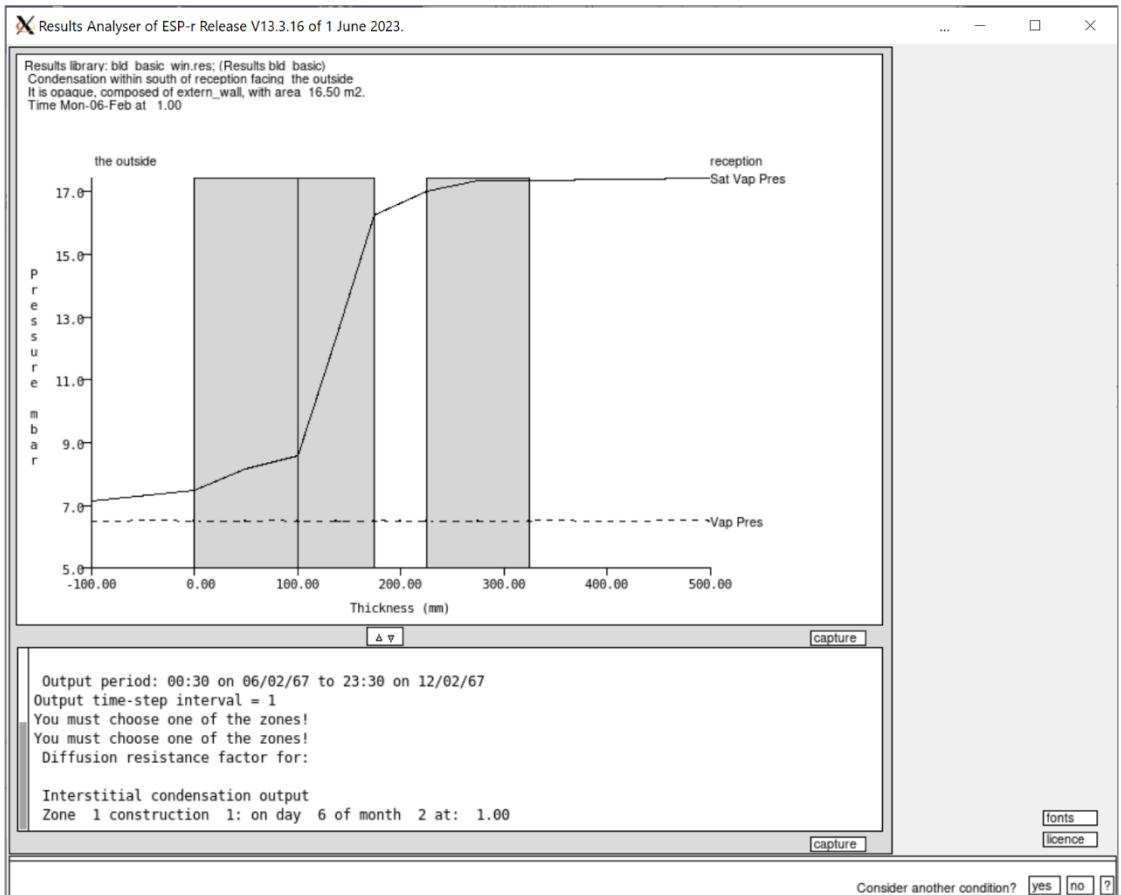 Results Analyser of ESP-r Release V13.3.16 of 1 June 2023.
...
Results library: bld basic win.res; (Results bld basic)
Condensation within south of reception facing the outside
It is opaque, composed of extern_wall, with area 16.50 m2.
Time Mon-06-Feb at 1.00
the outside
reception
Sat Vap Pres
17.0
15.0
13.0
11.0
9.0
7.0
5.0
Pressure mbar
Vap Pres
-100.00 0.00 100.00 200.00 300.00 400.00 500.00
Thickness (mm)
capture
Output period: 00:30 on 06/02/67 to 23:30 on 12/02/67
Output time-step interval = 1
You must choose one of the zones!
You must choose one of the zones!
Diffusion resistance factor for:
Interstitial condensation output
Zone 1 construction 1: on day 6 of month 2 at: 1.00
capture
fonts
licence
Consider another condition? yes no ?